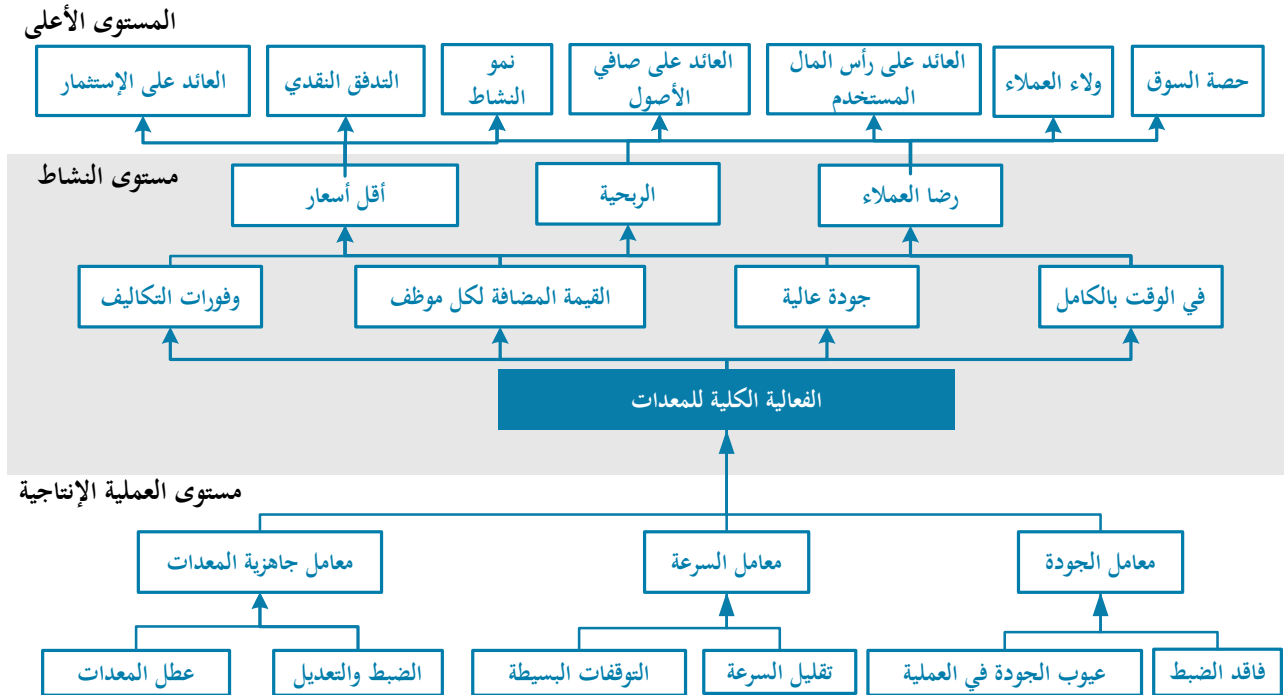 المستوى الأعلى
حصة السوق
ولاء العملاء
العائد على رأس المال
المستخدم
العائد على صافي
الأصول
نمو
النشاط
التدفق النقدي
العائد على الإستثمار
مستوى النشاط
رضا العملاء
الربحية
أقل أسعار
في الوقت بالكامل
جودة عالية
القيمة المضافة لكل موظف
وفورات التكاليف
الفعالية الكلية للمعدات
مستوى العملية الإنتاجية
معامل الجودة
معامل السرعة
معامل جاهزية المعدات
فاقد الضبط
عيوب الجودة في العملية
تقليل السرعة
التوقفات البسيطة
الضبط والتعديل
عطل المعدات